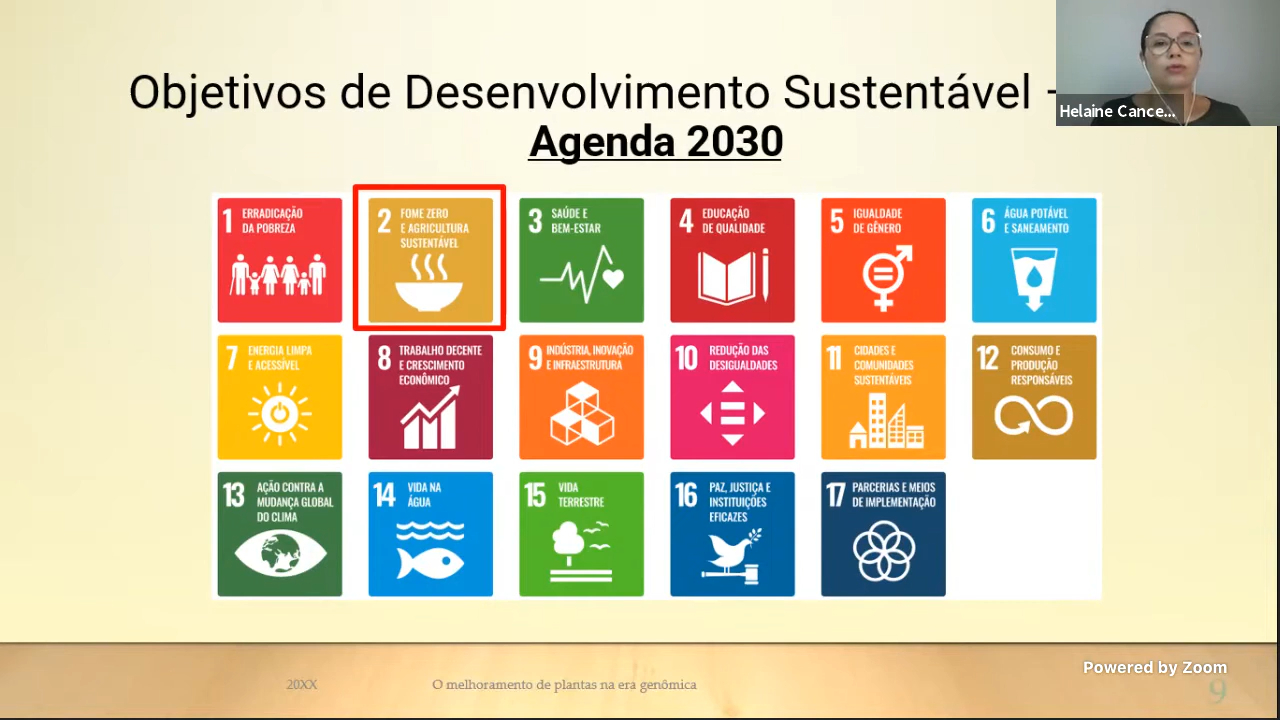 Objetivos de Desenvolvimento Sustentável -
Agenda 2030
Helaine Cance...
1 ERRADICAÇÃO
DA POBREZA
2 FOME ZERO
E AGRICULTURA
SUSTENTÁVEL
3 SAÚDE E
BEM-ESTAR
4 EDUCAÇÃO
DE QUALIDADE
5 IGUALDADE
DE GÊNERO
6 ÁGUA POTÁVEL
E SANEAMENTO
7 ENERGIA LIMPA
E ACESSÍVEL
8 TRABALHO DECENTE
E CRESCIMENTO
ECONÔMICO
9 INDÚSTRIA, INOVAÇÃO
E INFRAESTRUTURA
10 REDUÇÃO DAS
DESIGUALDADES
11 CIDADES E
COMUNIDADES
SUSTENTÁVEIS
12 CONSUMO E
PRODUÇÃO
RESPONSÁVEIS
13 AÇÃO CONTRA A
MUDANÇA GLOBAL
DO CLIMA
14 VIDA NA
ÁGUA
15 VIDA
TERRESTRE
16 PAZ, JUSTIÇA E
INSTITUIÇÕES
EFICAZES
17 PARCERIAS E MEIOS
DE IMPLEMENTAÇÃO
Powered by Zoom
20XX
O melhoramento de plantas na era genômica
9